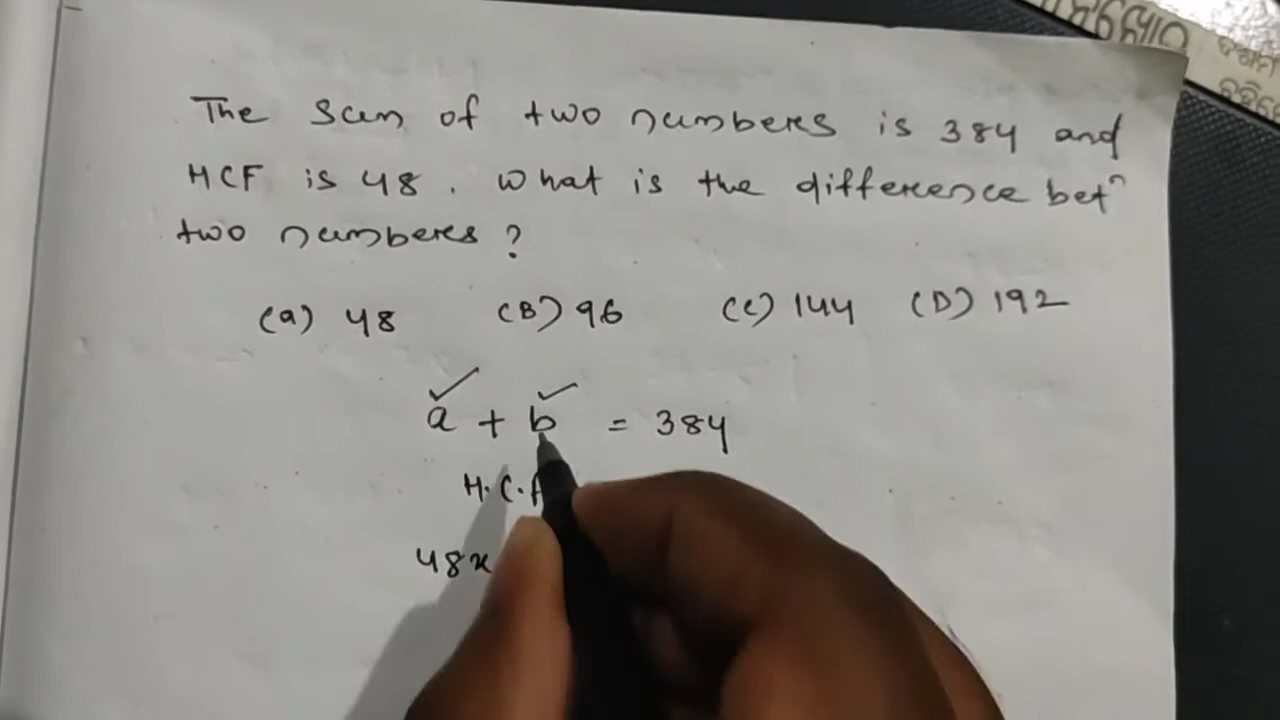 The Sum of two numbers is 384 and
HCF is 48. What is the difference betⁿ
two numbers ?
(a) 48 (B) 96 (C) 144 (D) 192
a + b = 384
H.C.F
48x